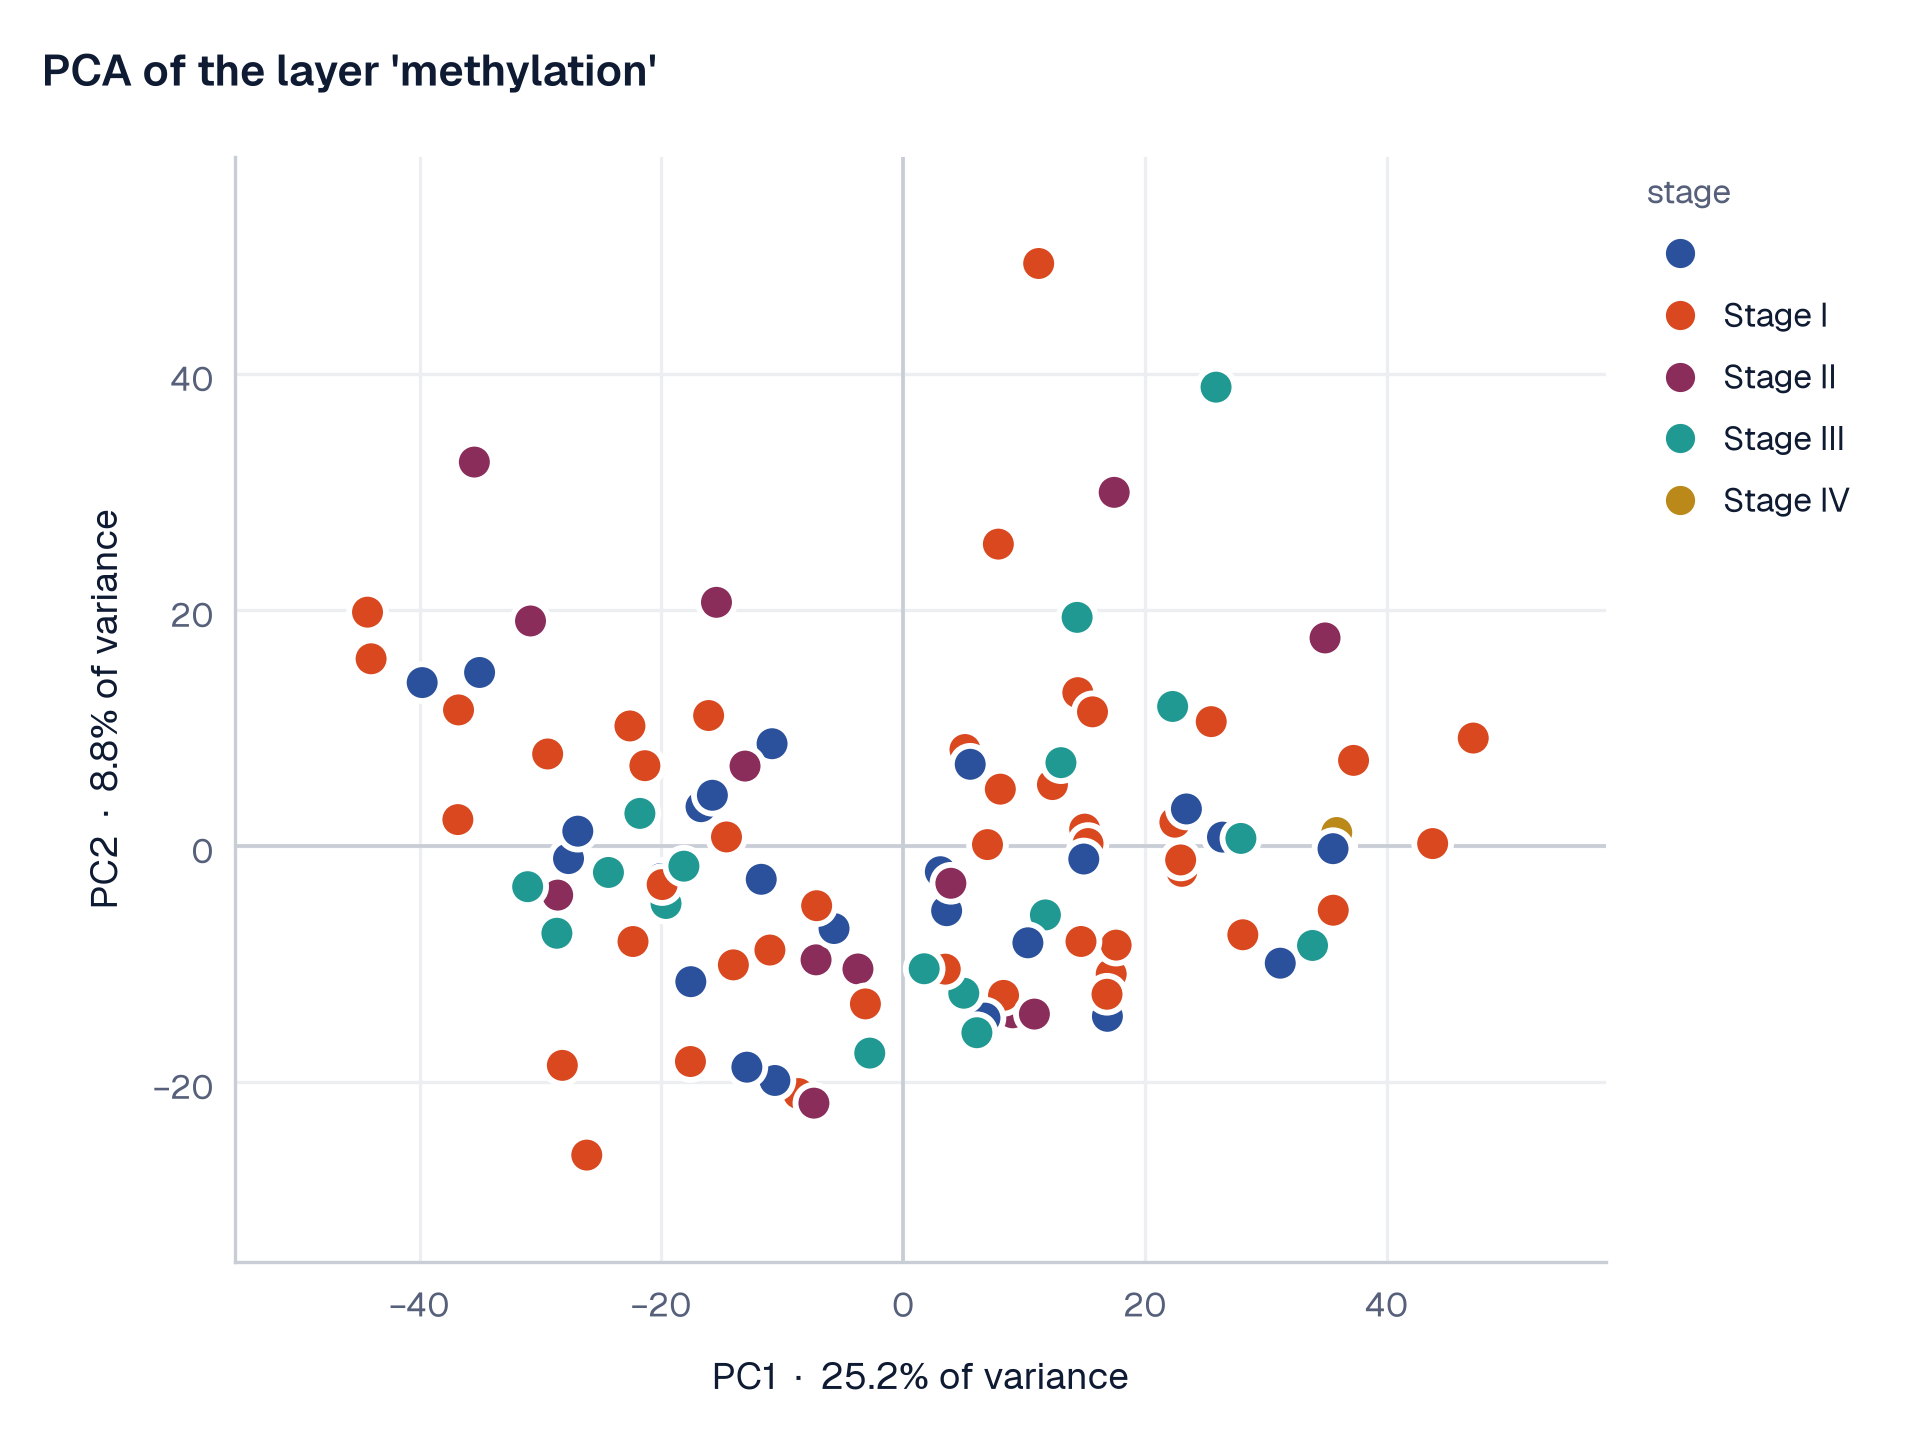 PCA of the layer 'methylation'
stage
Stage I
Stage II
Stage III
Stage IV
40
20
0
−20
PC2 · 8.8% of variance
−40
−20
0
20
40
PC1 · 25.2% of variance